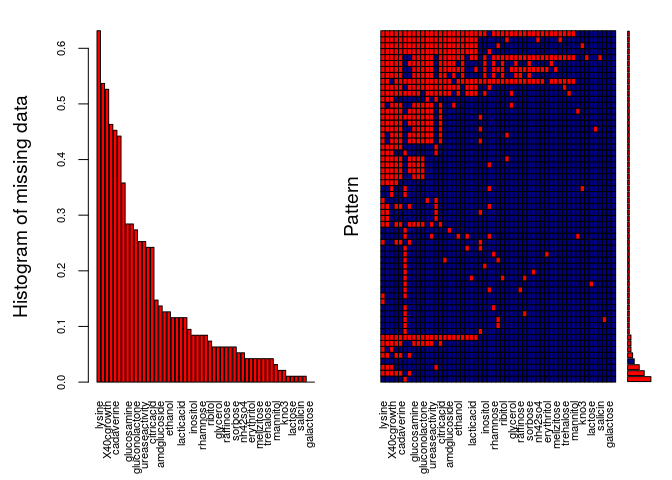 Histogram of missing data
0.0
0.1
0.2
0.3
0.4
0.5
0.6
lysine
X40cgrowth
cadaverine
glucosamine
gluconolactone
ureaseactivity
citricacid
amdglucoside
ethanol
lacticacid
inositol
rhamnose
ribitol
glycerol
raffinose
sorbose
nh42so4
erythritol
melizitose
trehalose
mannitol
kno3
lactose
salicin
galactose
Pattern
lysine
X40cgrowth
cadaverine
glucosamine
gluconolactone
ureaseactivity
citricacid
amdglucoside
ethanol
lacticacid
inositol
rhamnose
ribitol
glycerol
raffinose
sorbose
nh42so4
erythritol
melizitose
trehalose
mannitol
kno3
lactose
salicin
galactose